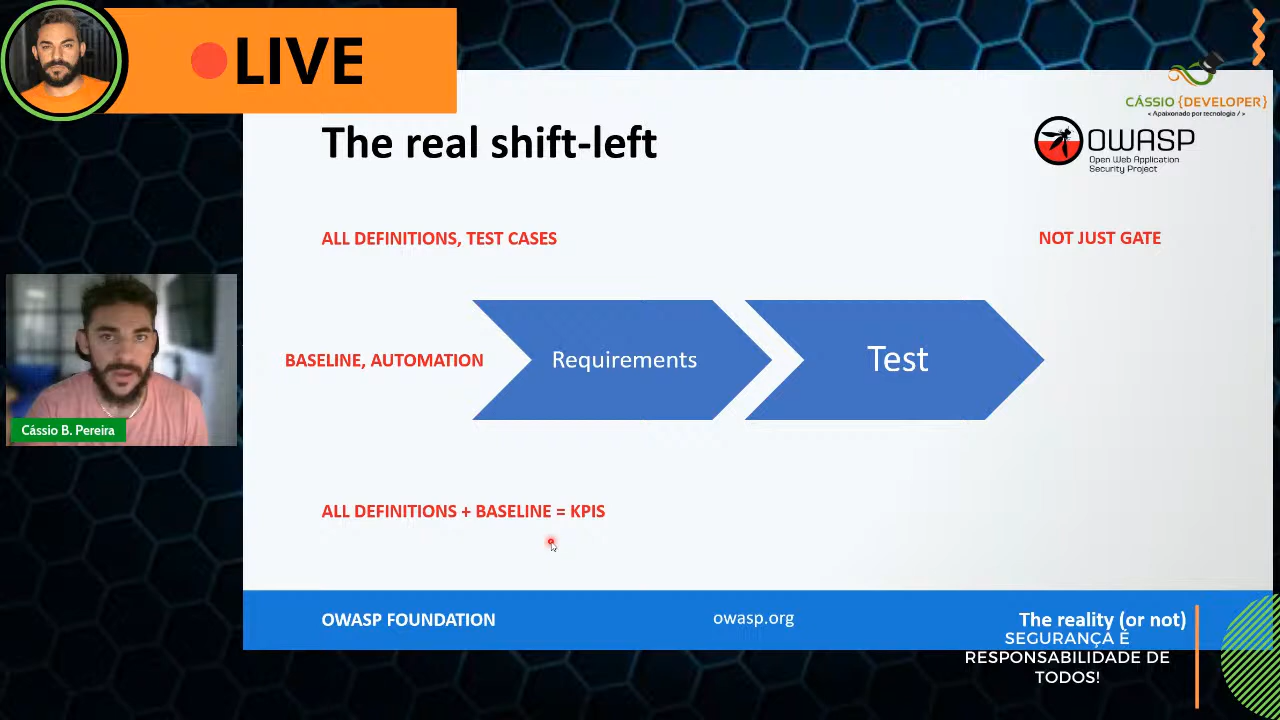 LIVE
CÁSSIO {DEVELOPER}
< Apaixonado por tecnologia / >
The real shift-left
OWASP
Open Web Application
Security Project
ALL DEFINITIONS, TEST CASES
NOT JUST GATE
BASELINE, AUTOMATION
Requirements
Test
Cássio B. Pereira
ALL DEFINITIONS + BASELINE = KPIS
OWASP FOUNDATION
owasp.org
The reality (or not)
SEGURANÇA É
RESPONSABILIDADE DE
TODOS!